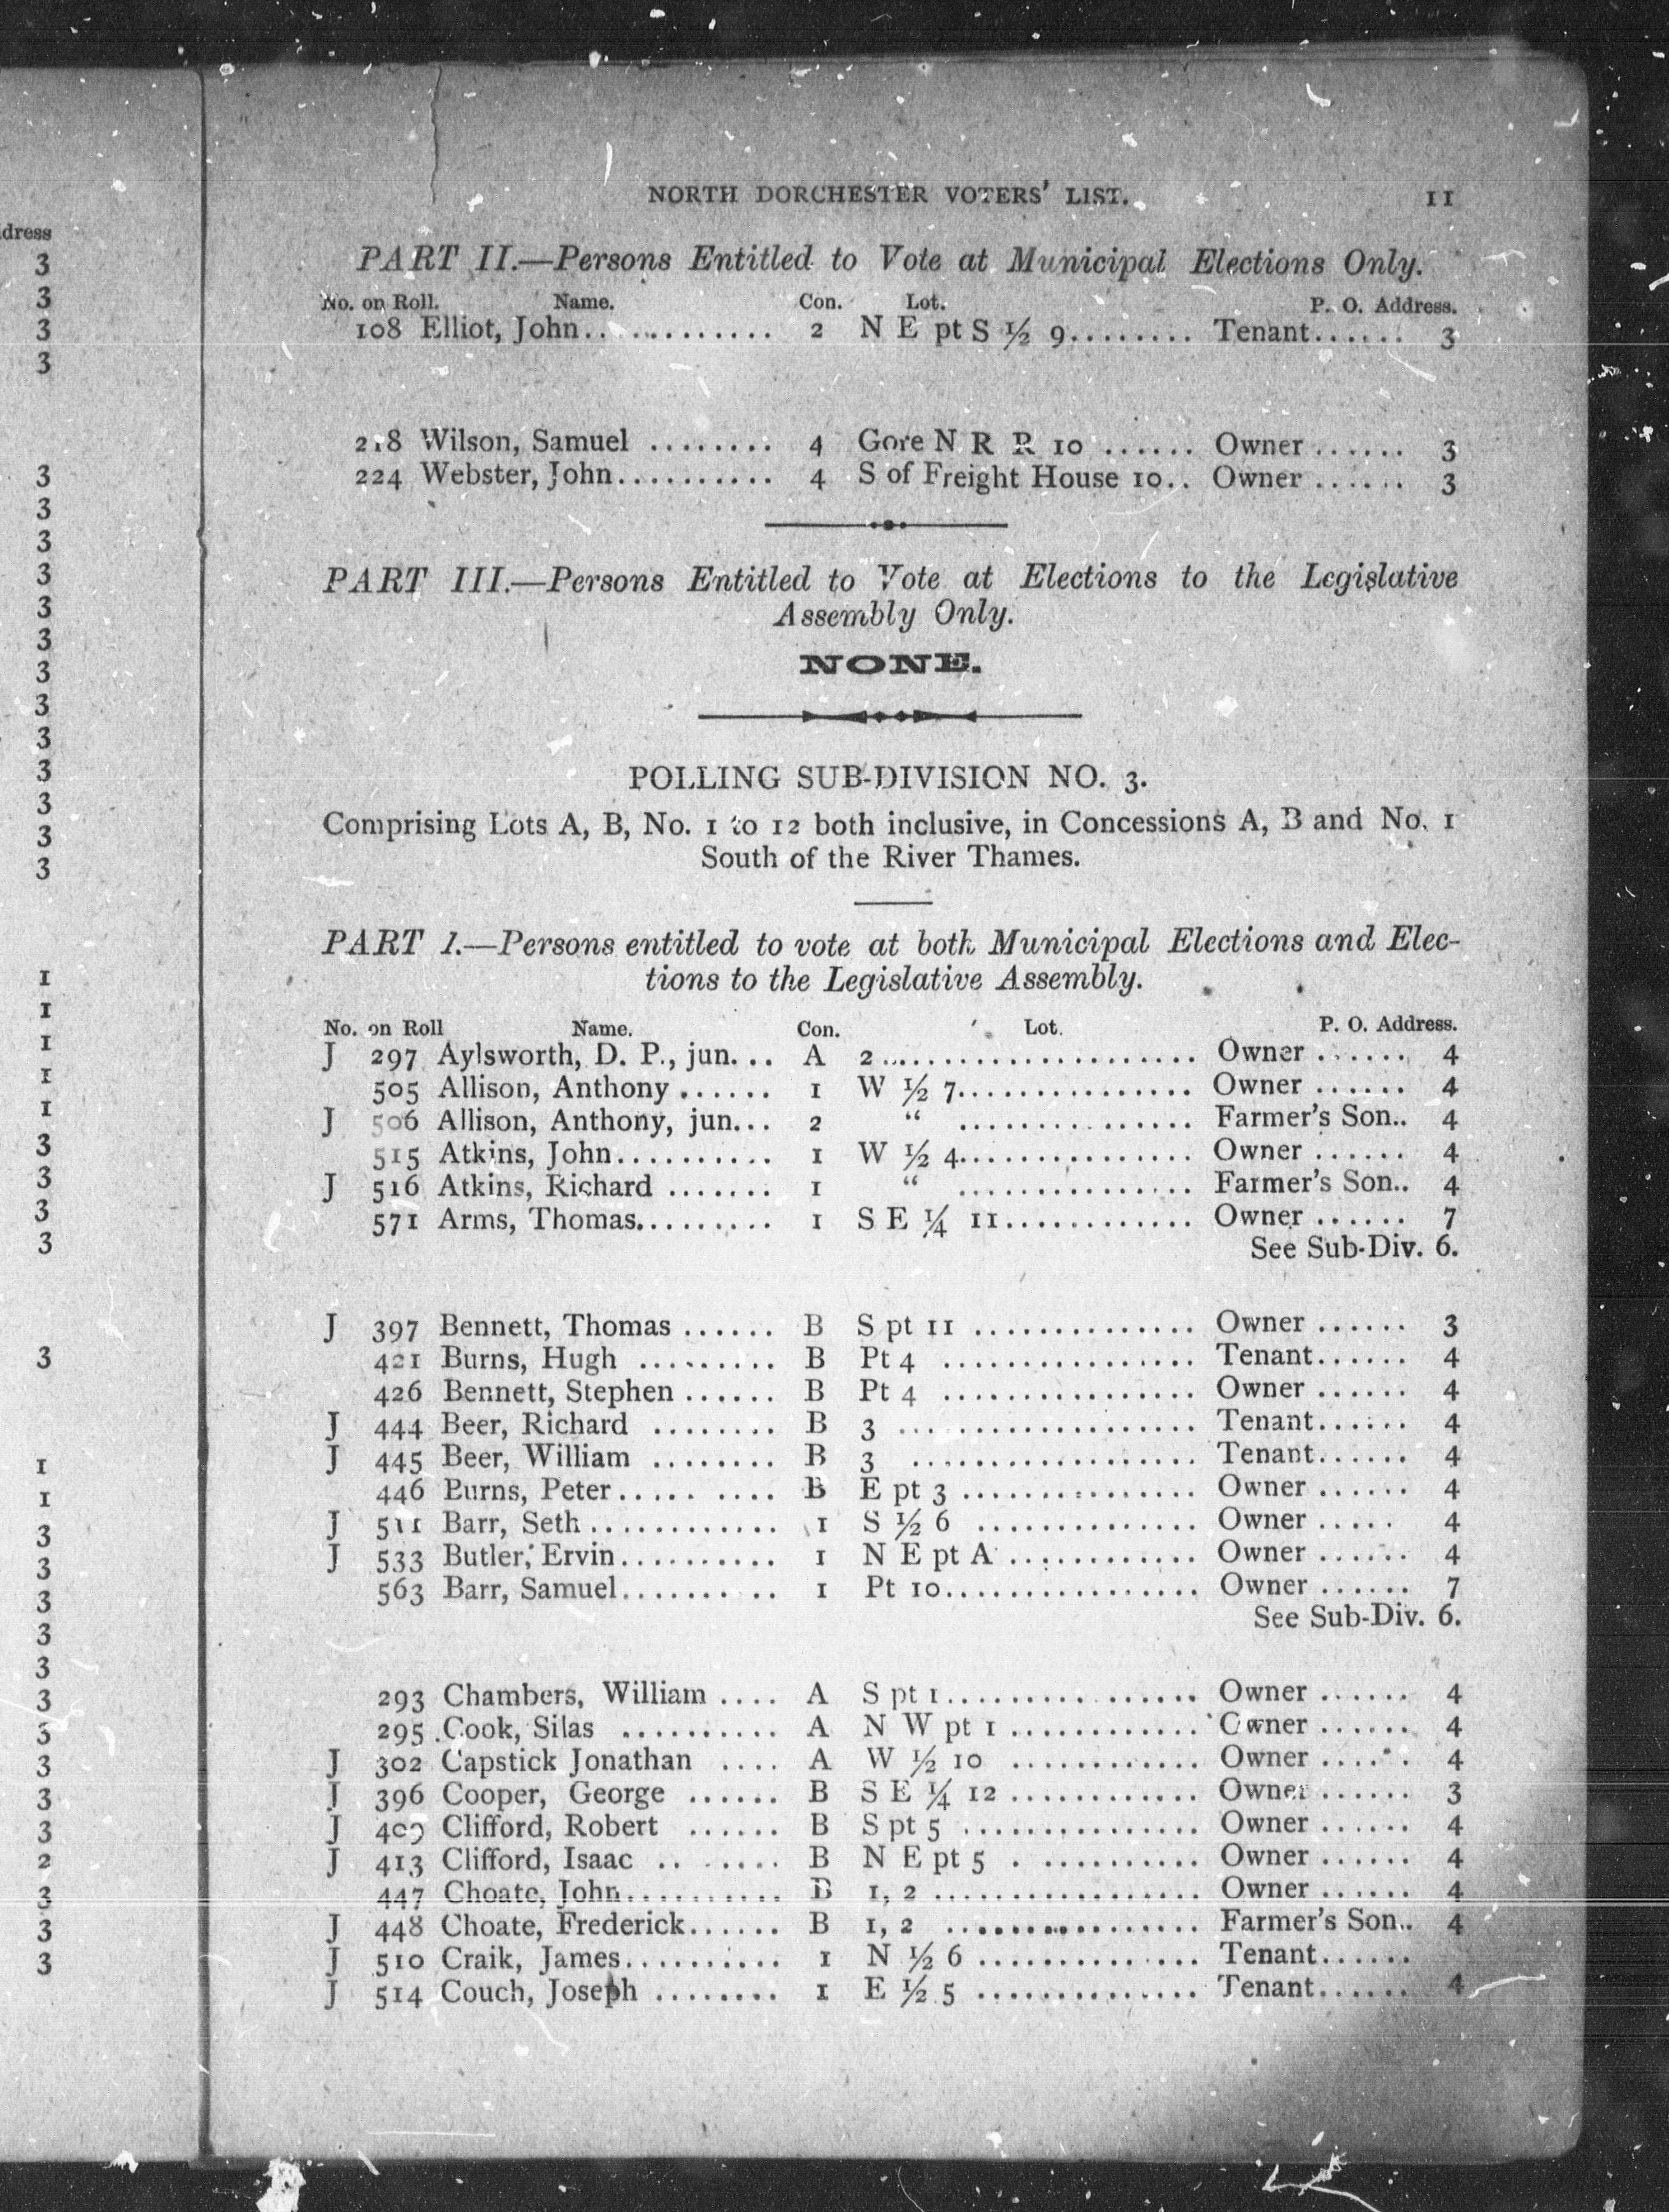 NORTH DORCHESTER VOTERS' LIST. 11
PART II.—Persons Entitled to Vote at Municipal Elections Only.
No. on Roll. Name. Con. Lot. P. O. Address.
108 Elliot, John.............. 2 N E pt S ½ 9........ Tenant...... 3
218 Wilson, Samuel ........ 4 Gore N R R 10 ...... Owner ...... 3
224 Webster, John.......... 4 S of Freight House 10.. Owner ...... 3
PART III.—Persons Entitled to Vote at Elections to the Legislative
Assembly Only.
NONE.
POLLING SUB-DIVISION NO. 3.
Comprising Lots A, B, No. 1 to 12 both inclusive, in Concessions A, B and No. 1
South of the River Thames.
PART I.—Persons entitled to vote at both Municipal Elections and Elec-
tions to the Legislative Assembly.
No. on Roll Name. Con. Lot. P. O. Address.
J 297 Aylsworth, D. P., jun... A 2.................... Owner ...... 4
505 Allison, Anthony ...... 1 W ½ 7............... Owner ...... 4
J 506 Allison, Anthony, jun... 2 “ ............... Farmer's Son.. 4
515 Atkins, John.......... 1 W ½ 4............... Owner ...... 4
J 516 Atkins, Richard ....... 1 “ ............... Farmer's Son.. 4
571 Arms, Thomas......... 1 S E ¼ 11............ Owner ...... 7
See Sub-Div. 6.
J 397 Bennett, Thomas ...... B S pt 11 .............. Owner ...... 3
421 Burns, Hugh ......... B Pt 4 ................ Tenant...... 4
426 Bennett, Stephen ...... B Pt 4 ................ Owner ...... 4
J 444 Beer, Richard ........ B 3 ................... Tenant...... 4
J 445 Beer, William ........ B 3 .................. Tenant...... 4
446 Burns, Peter..... .... B E pt 3 ............... Owner ...... 4
J 511 Barr, Seth............ 1 S ½ 6 .............. Owner ..... 4
J 533 Butler, Ervin.......... 1 N E pt A ............ Owner ...... 4
563 Barr, Samuel.......... 1 Pt 10................ Owner ...... 7
See Sub-Div. 6.
293 Chambers, William .... A S pt 1................ Owner ...... 4
295 Cook, Silas .......... A N W pt 1 ............ Owner ...... 4
J 302 Capstick Jonathan .... A W ½ 10 ............ Owner ...... 4
J 396 Cooper, George ...... B S E ¼ 12 ............ Owner ...... 3
J 409 Clifford, Robert ...... B S pt 5 ............... Owner ...... 4
J 413 Clifford, Isaac .. ..... B N E pt 5 . .......... Owner ...... 4
447 Choate, John.......... B 1, 2 ................. Owner ...... 4
J 448 Choate, Frederick...... B 1, 2 ................ Farmer's Son.. 4
J 510 Craik, James.......... 1 N ½ 6 .............. Tenant......
J 514 Couch, Joseph ........ 1 E ½ 5 .............. Tenant...... 4